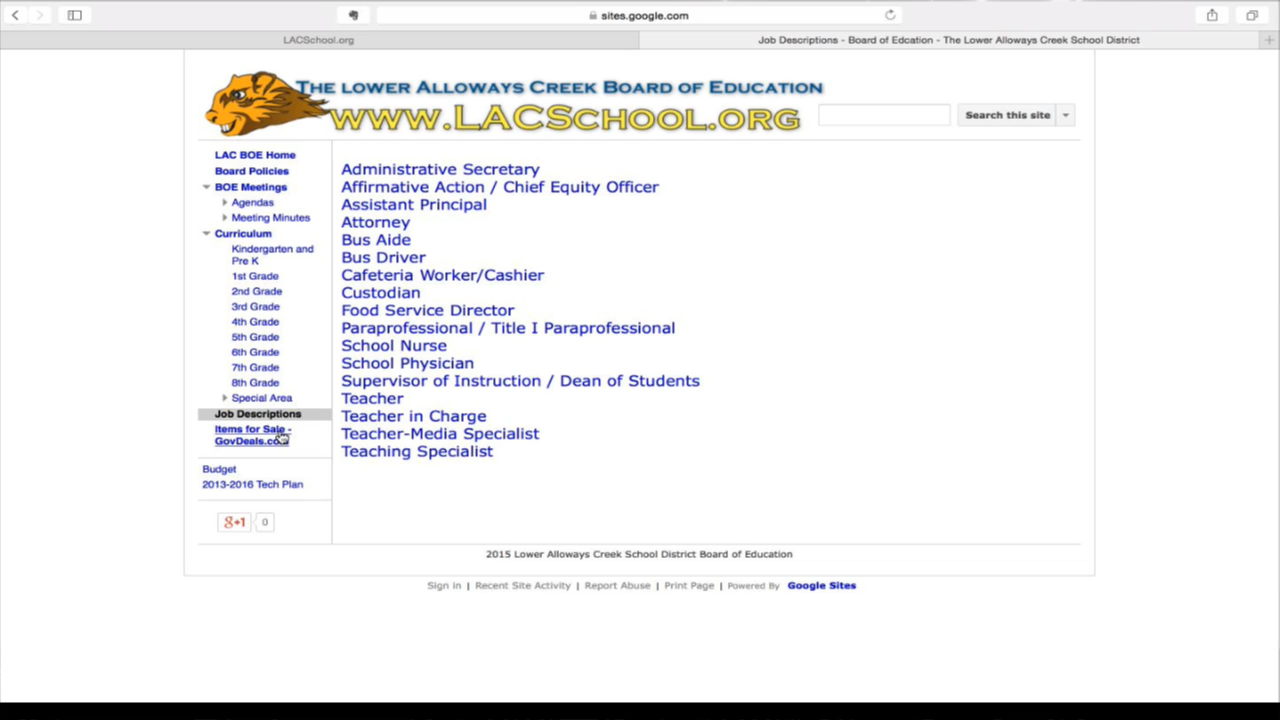 sites.google.com
LACSchool.org
Job Descriptions - Board of Edcation - The Lower Alloways Creek School District
The Lower Alloways Creek Board of Education
www.LACSchool.org
Search this site
LAC BOE Home
Board Policies
BOE Meetings
Agendas
Meeting Minutes
Curriculum
Kindergarten and
Pre K
1st Grade
2nd Grade
3rd Grade
4th Grade
5th Grade
6th Grade
7th Grade
8th Grade
Special Area
Job Descriptions
Items for Sale -
GovDeals.com
Budget
2013-2016 Tech Plan
g+1 0
Administrative Secretary
Affirmative Action / Chief Equity Officer
Assistant Principal
Attorney
Bus Aide
Bus Driver
Cafeteria Worker/Cashier
Custodian
Food Service Director
Paraprofessional / Title I Paraprofessional
School Nurse
School Physician
Supervisor of Instruction / Dean of Students
Teacher
Teacher in Charge
Teacher-Media Specialist
Teaching Specialist
2015 Lower Alloways Creek School District Board of Education
Sign in | Recent Site Activity | Report Abuse | Print Page | Powered By Google Sites